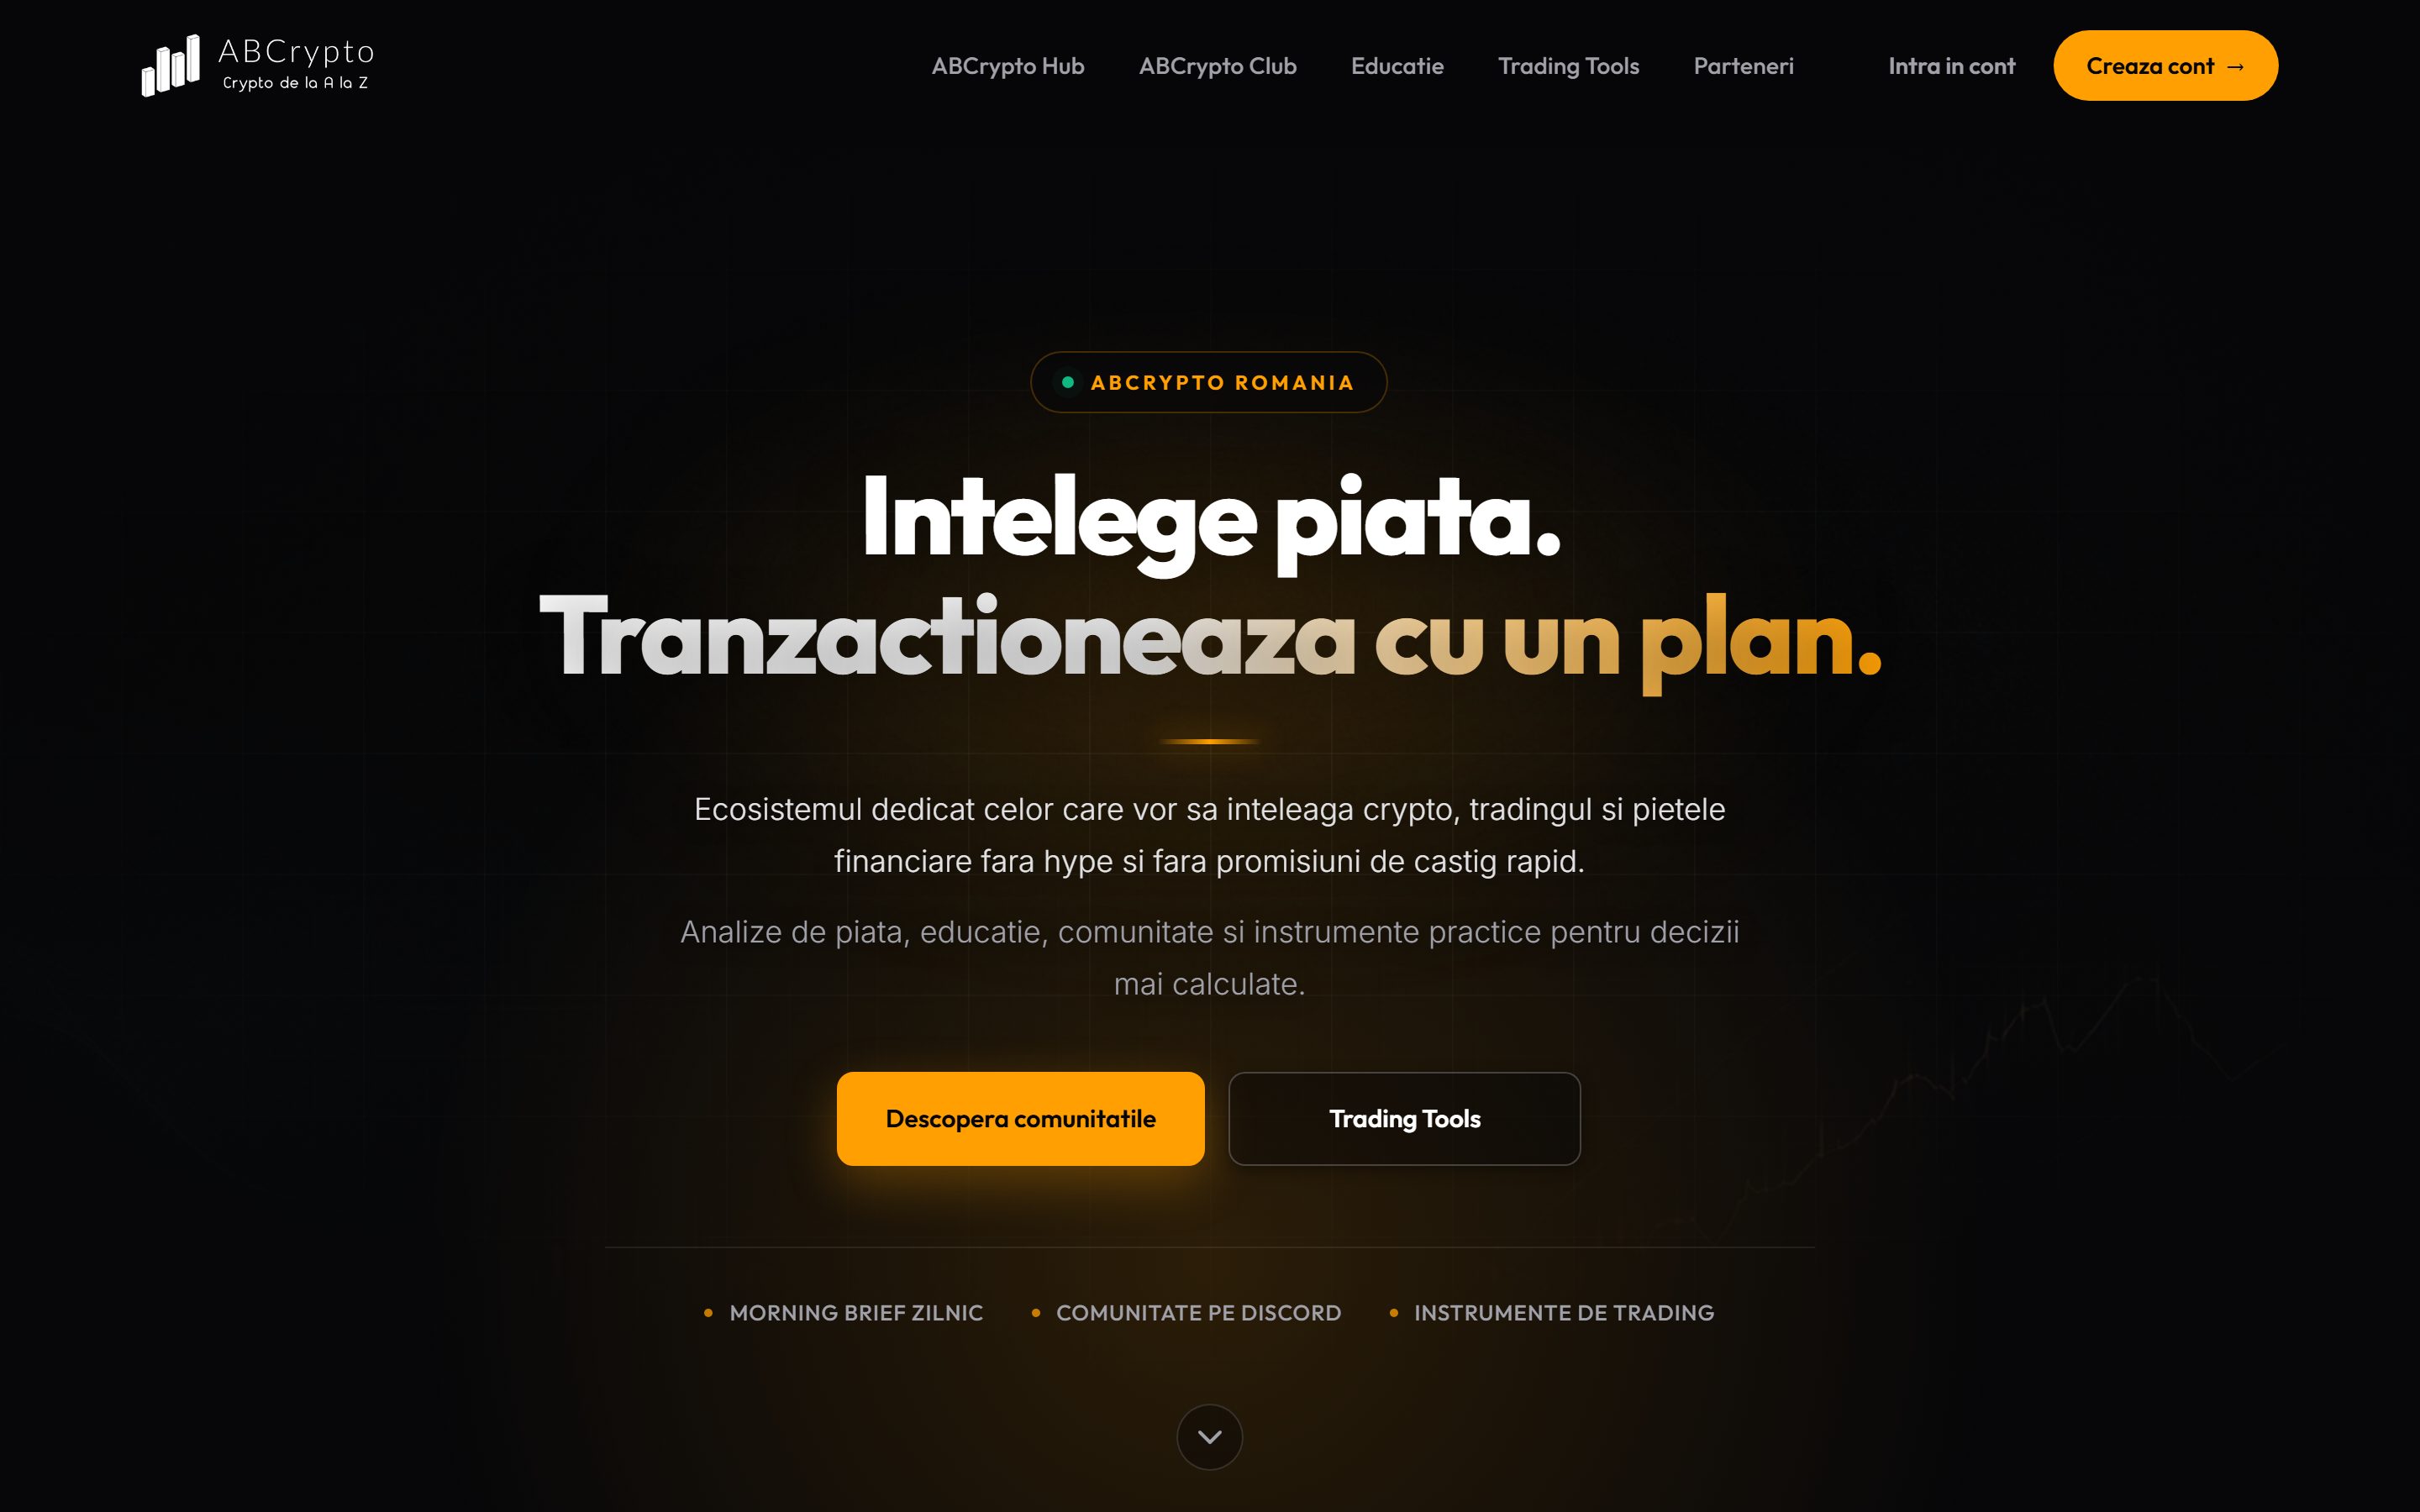 ABCrypto
Crypto de la A la Z
ABCrypto Hub
ABCrypto Club
Educatie
Trading Tools
Parteneri
Intra in cont
Creaza cont →
ABCRYPTO ROMANIA
Intelege piata.
Tranzactioneaza cu un plan.
Ecosistemul dedicat celor care vor sa inteleaga crypto, tradingul si pietele
financiare fara hype si fara promisiuni de castig rapid.
Analize de piata, educatie, comunitate si instrumente practice pentru decizii
mai calculate.
Descopera comunitatile
Trading Tools
MORNING BRIEF ZILNIC
COMUNITATE PE DISCORD
INSTRUMENTE DE TRADING